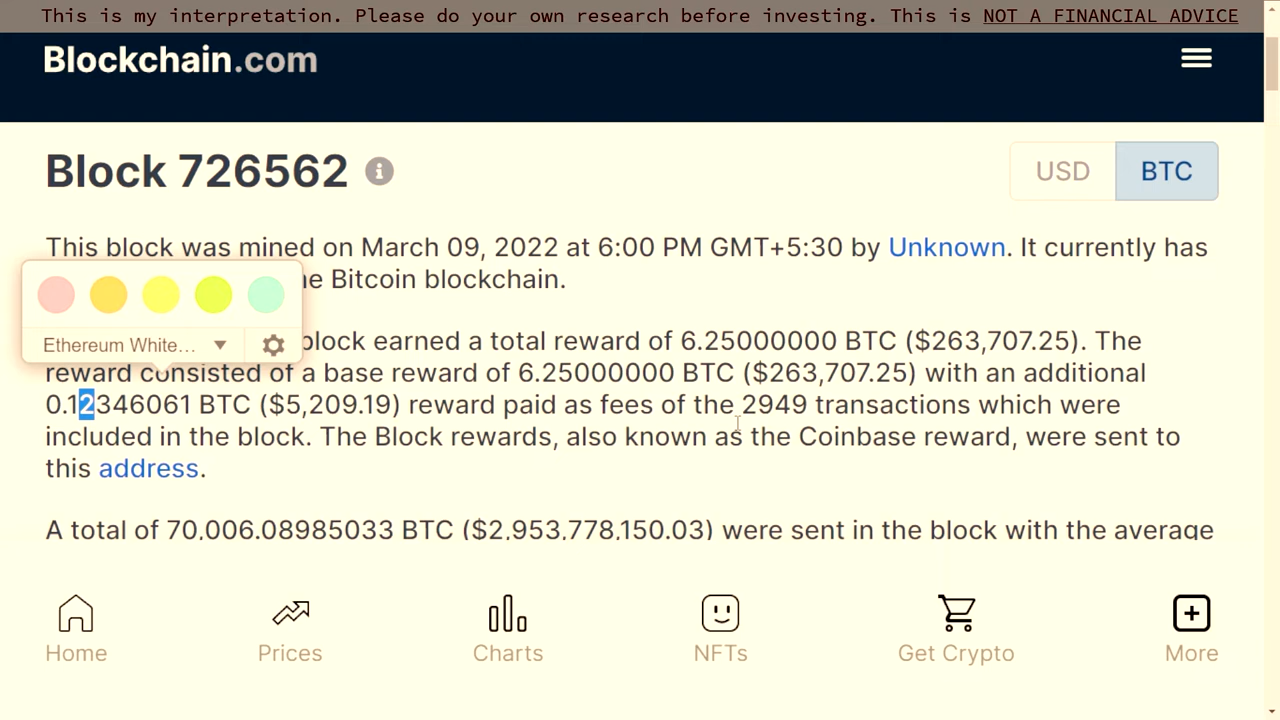 This is my interpretation. Please do your own research before investing. This is NOT A FINANCIAL ADVICE
Blockchain.com
Block 726562
USD
BTC
This block was mined on March 09, 2022 at 6:00 PM GMT+5:30 by Unknown. It currently has
Bitcoin blockchain.
Ethereum White...
block earned a total reward of 6.25000000 BTC ($263,707.25). The
reward consisted of a base reward of 6.25000000 BTC ($263,707.25) with an additional
0.12346061 BTC ($5,209.19) reward paid as fees of the 2949 transactions which were
included in the block. The Block rewards, also known as the Coinbase reward, were sent to
this address.
A total of 70,006.08985033 BTC ($2,953,778,150.03) were sent in the block with the average
Home
Prices
Charts
NFTs
Get Crypto
More